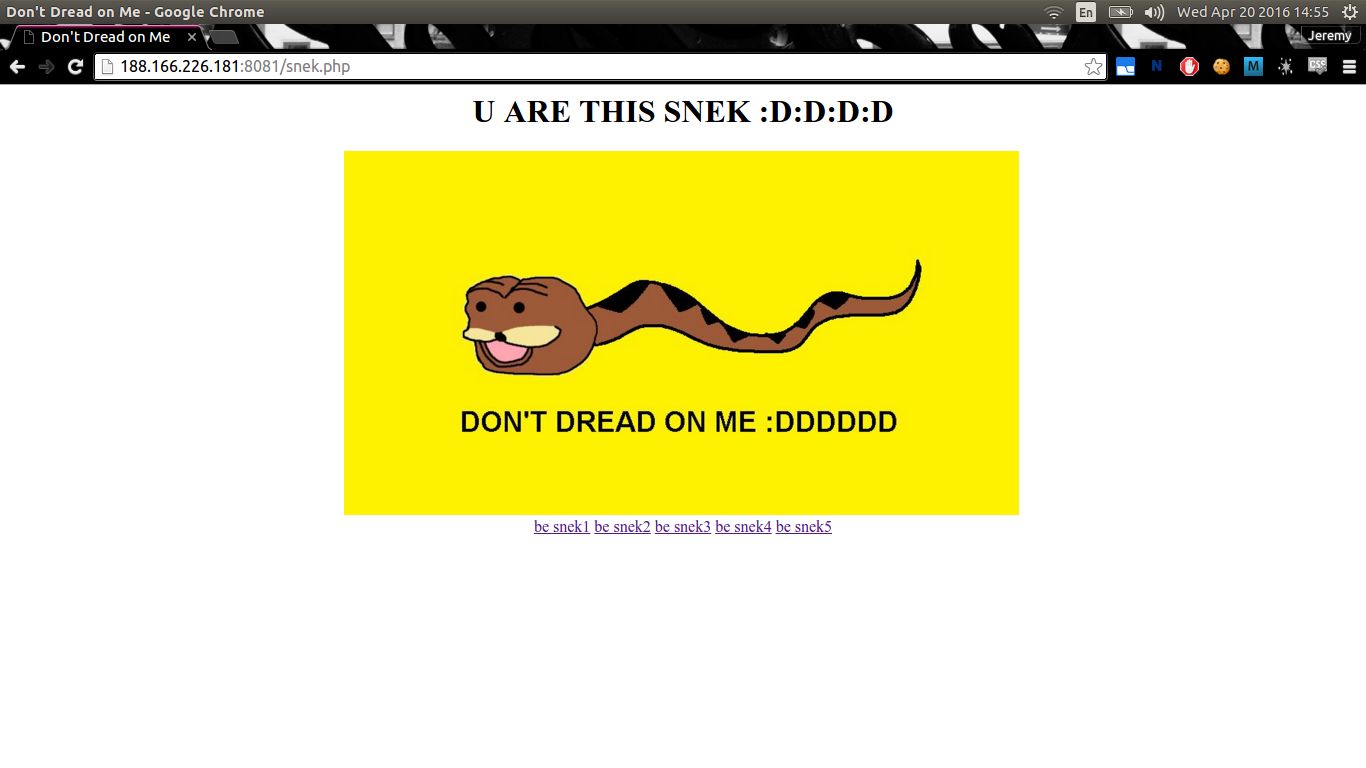 Don't Dread on Me - Google Chrome
En
Wed Apr 20 2016 14:55
Don't Dread on Me
Jeremy
188.166.226.181:8081/snek.php
N
M
CSS
U ARE THIS SNEK :D:D:D:D
DON'T DREAD ON ME :DDDDDD
be snek1 be snek2 be snek3 be snek4 be snek5